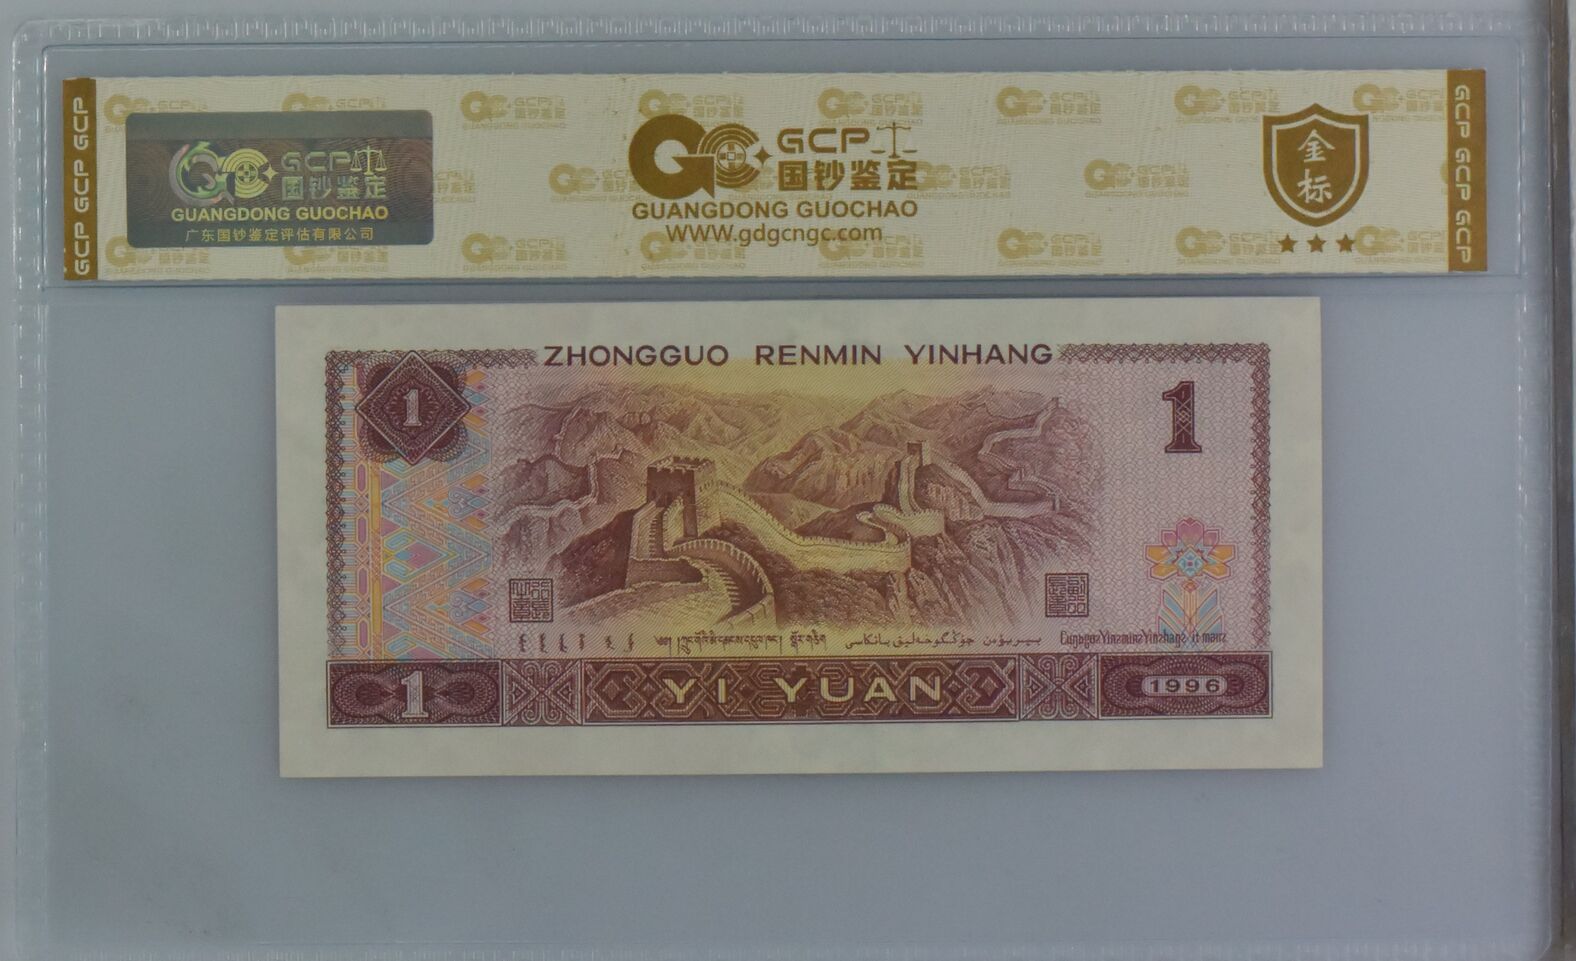 GCP GCP GCP
GCP
国钞鉴定
GUANGDONG GUOCHAO
广东国钞鉴定评估有限公司
GCP
国钞鉴定
GUANGDONG GUOCHAO
WWW.gdgcngc.com
金
标
GCP GCP GCP
ZHONGGUO RENMIN YINHANG
1
1
1
YI YUAN
1996